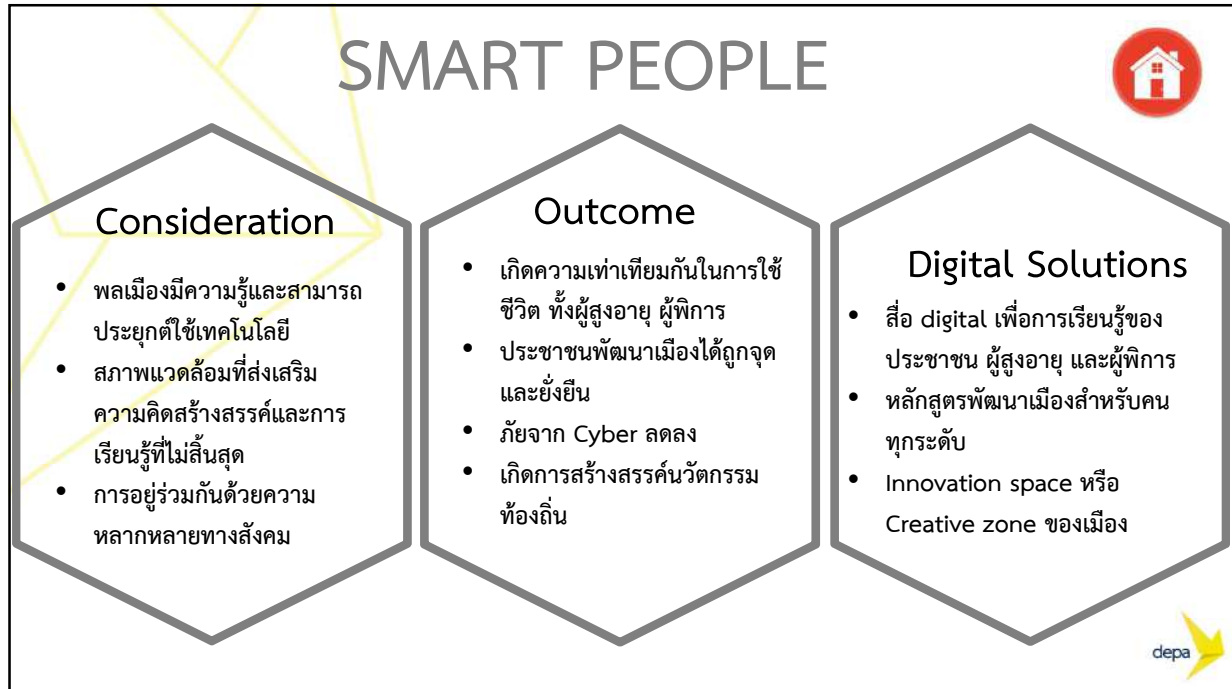 SMART PEOPLE
Consideration
• พลเมืองมีความรู้และสามารถ
ประยุกต์ใช้เทคโนโลยี
• สภาพแวดล้อมที่ส่งเสริม
ความคิดสร้างสรรค์และการ
เรียนรู้ที่ไม่สิ้นสุด
• การอยู่ร่วมกันด้วยความ
หลากหลายทางสังคม
Outcome
• เกิดความเท่าเทียมกันในการใช้
ชีวิต ทั้งผู้สูงอายุ ผู้พิการ
• ประชาชนพัฒนาเมืองได้ถูกจุด
และยั่งยืน
• ภัยจาก Cyber ลดลง
• เกิดการสร้างสรรค์นวัตกรรม
ท้องถิ่น
Digital Solutions
• สื่อ digital เพื่อการเรียนรู้ของ
ประชาชน ผู้สูงอายุ และผู้พิการ
• หลักสูตรพัฒนาเมืองสำหรับคน
ทุกระดับ
• Innovation space หรือ
Creative zone ของเมือง
depa